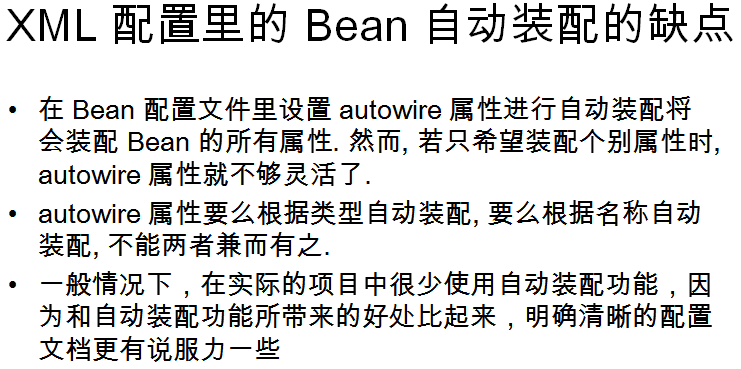 XML 配置里的 Bean 自动装配的缺点
• 在 Bean 配置文件里设置 autowire 属性进行自动装配将
会装配 Bean 的所有属性. 然而, 若只希望装配个别属性时,
autowire 属性就不够灵活了.
• autowire 属性要么根据类型自动装配, 要么根据名称自动
装配, 不能两者兼而有之.
• 一般情况下，在实际的项目中很少使用自动装配功能，因
为和自动装配功能所带来的好处比起来，明确清晰的配置
文档更有说服力一些